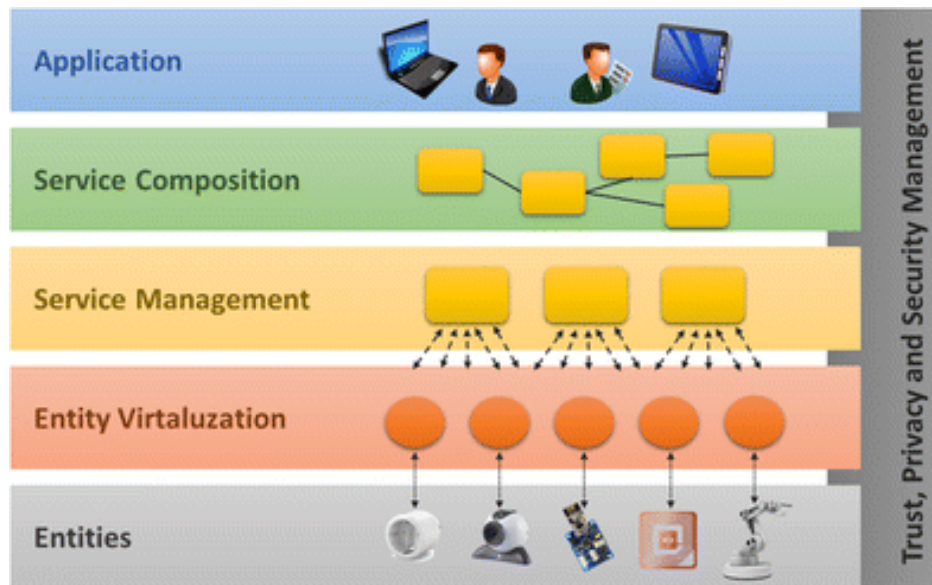 Application
Service Composition
Service Management
Entity Virtaluzation
Entities
Trust, Privacy and Security Management